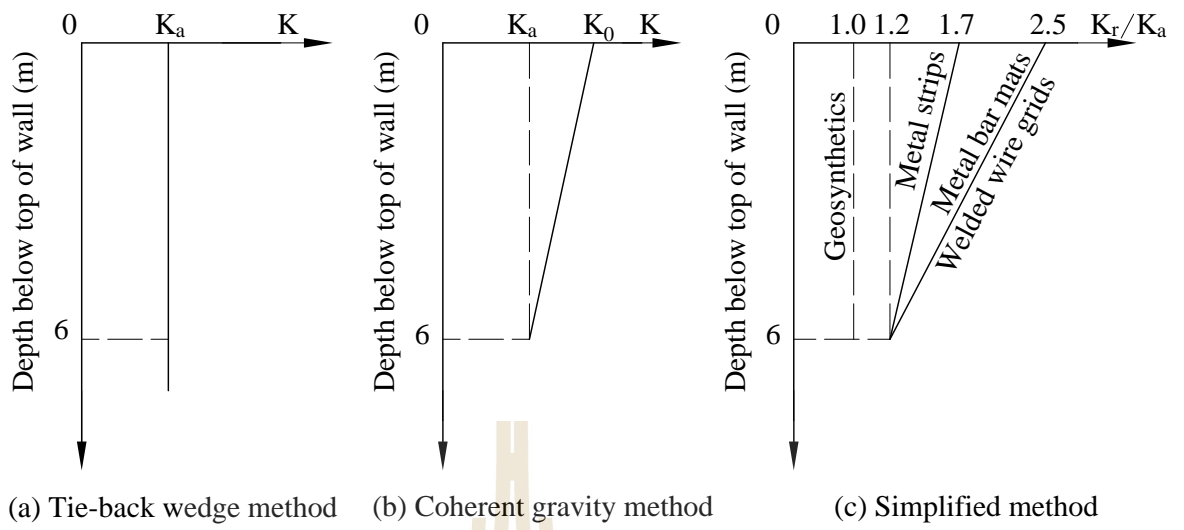 0 Kₐ K
Depth below top of wall (m)
6
(a) Tie-back wedge method
0 Kₐ K₀ K
Depth below top of wall (m)
6
(b) Coherent gravity method
0 1.0 1.2 1.7 2.5 Kᵣ/Kₐ
Depth below top of wall (m)
Geosynthetics
Metal strips
Metal bar mats
Welded wire grids
6
(c) Simplified method